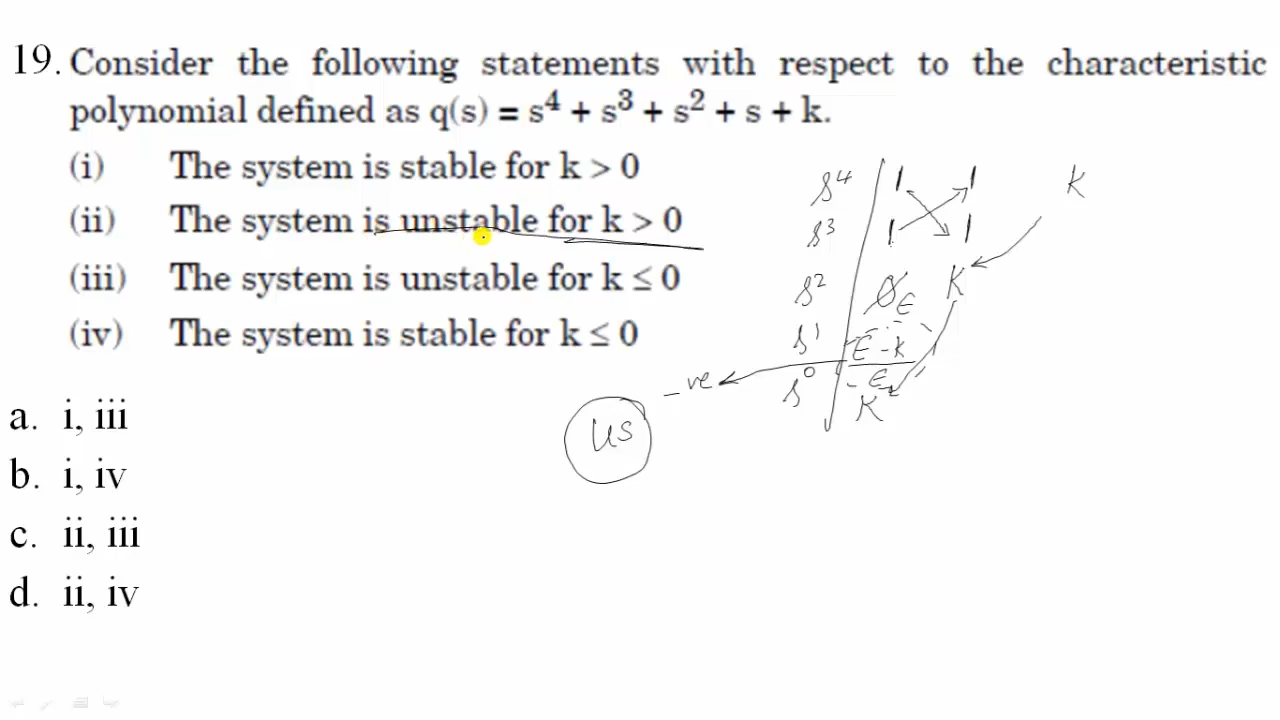 19. Consider the following statements with respect to the characteristic
polynomial defined as q(s) = s⁴ + s³ + s² + s + k.
(i) The system is stable for k > 0
(ii) The system is unstable for k > 0
(iii) The system is unstable for k ≤ 0
(iv) The system is stable for k ≤ 0
a. i, iii
b. i, iv
c. ii, iii
d. ii, iv
s⁴ 1 1 k
s³ 1 1
s² 0 ∈ K
s¹ ∈ - k
∈
s⁰ K
- ve
us